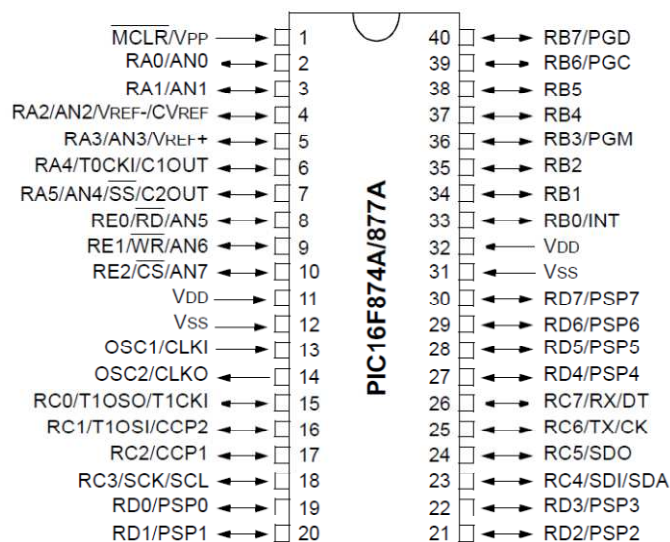 MCLR/VPP 1 40 RB7/PGD
RA0/AN0 2 39 RB6/PGC
RA1/AN1 3 38 RB5
RA2/AN2/VREF-/CVREF 4 37 RB4
RA3/AN3/VREF+ 5 36 RB3/PGM
RA4/T0CKI/C1OUT 6 35 RB2
RA5/AN4/SS/C2OUT 7 34 RB1
RE0/RD/AN5 8 33 RB0/INT
RE1/WR/AN6 9 32 VDD
RE2/CS/AN7 10 31 VSS
VDD 11 30 RD7/PSP7
VSS 12 29 RD6/PSP6
OSC1/CLKI 13 28 RD5/PSP5
OSC2/CLKO 14 27 RD4/PSP4
RC0/T1OSO/T1CKI 15 26 RC7/RX/DT
RC1/T1OSI/CCP2 16 25 RC6/TX/CK
RC2/CCP1 17 24 RC5/SDO
RC3/SCK/SCL 18 23 RC4/SDI/SDA
RD0/PSP0 19 22 RD3/PSP3
RD1/PSP1 20 21 RD2/PSP2
PIC16F874A/877A